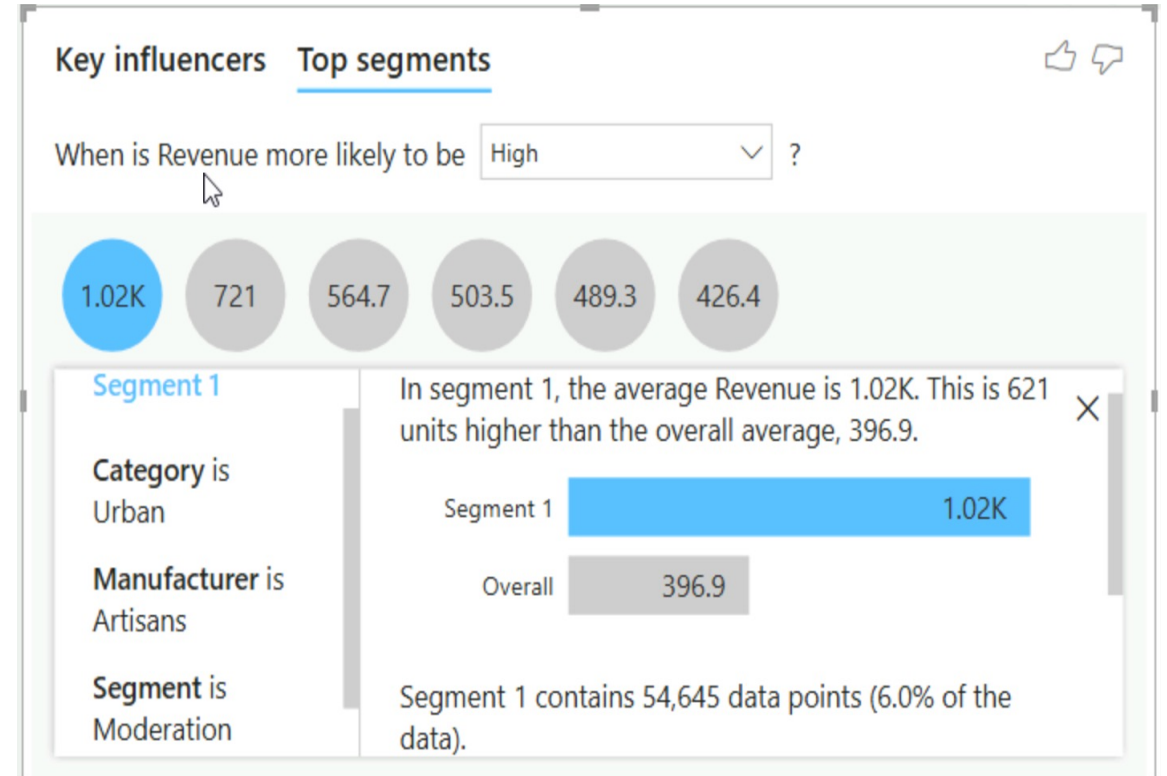 Key influencers Top segments
When is Revenue more likely to be High ?
1.02K 721 564.7 503.5 489.3 426.4
Segment 1
Category is
Urban
Manufacturer is
Artisans
Segment is
Moderation
In segment 1, the average Revenue is 1.02K. This is 621
units higher than the overall average, 396.9.
Segment 1 1.02K
Overall 396.9
Segment 1 contains 54,645 data points (6.0% of the
data).